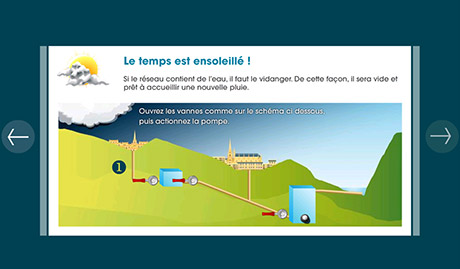 Le temps est ensoleillé !
Si le réseau contient de l'eau, il faut le vidanger. De cette façon, il sera vide et
prêt à accueillir une nouvelle pluie.
Ouvrez les vannes comme sur le schéma ci dessous,
puis actionnez la pompe.
1